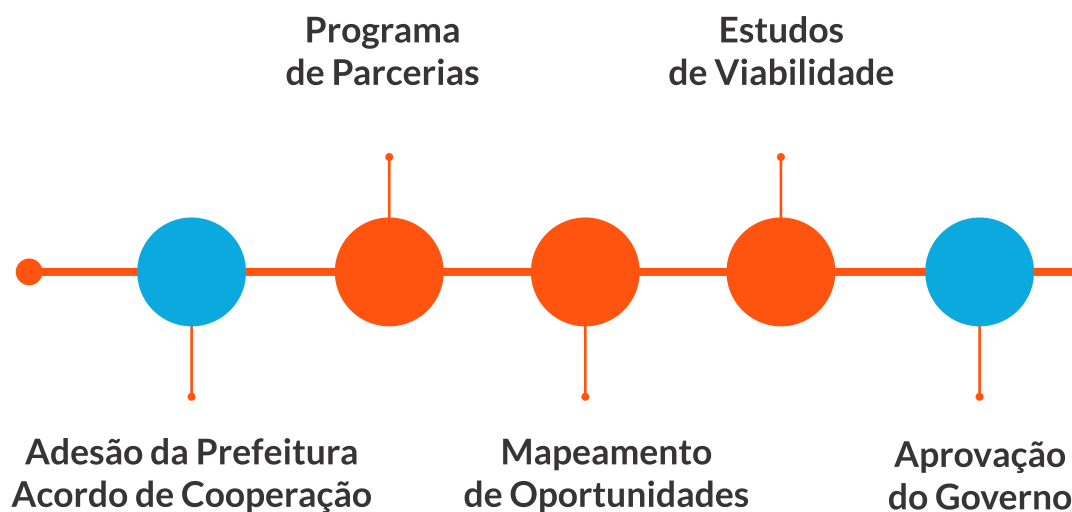 Programa
de Parcerias
Estudos
de Viabilidade
Adesão da Prefeitura
Acordo de Cooperação
Mapeamento
de Oportunidades
Aprovação
do Governo